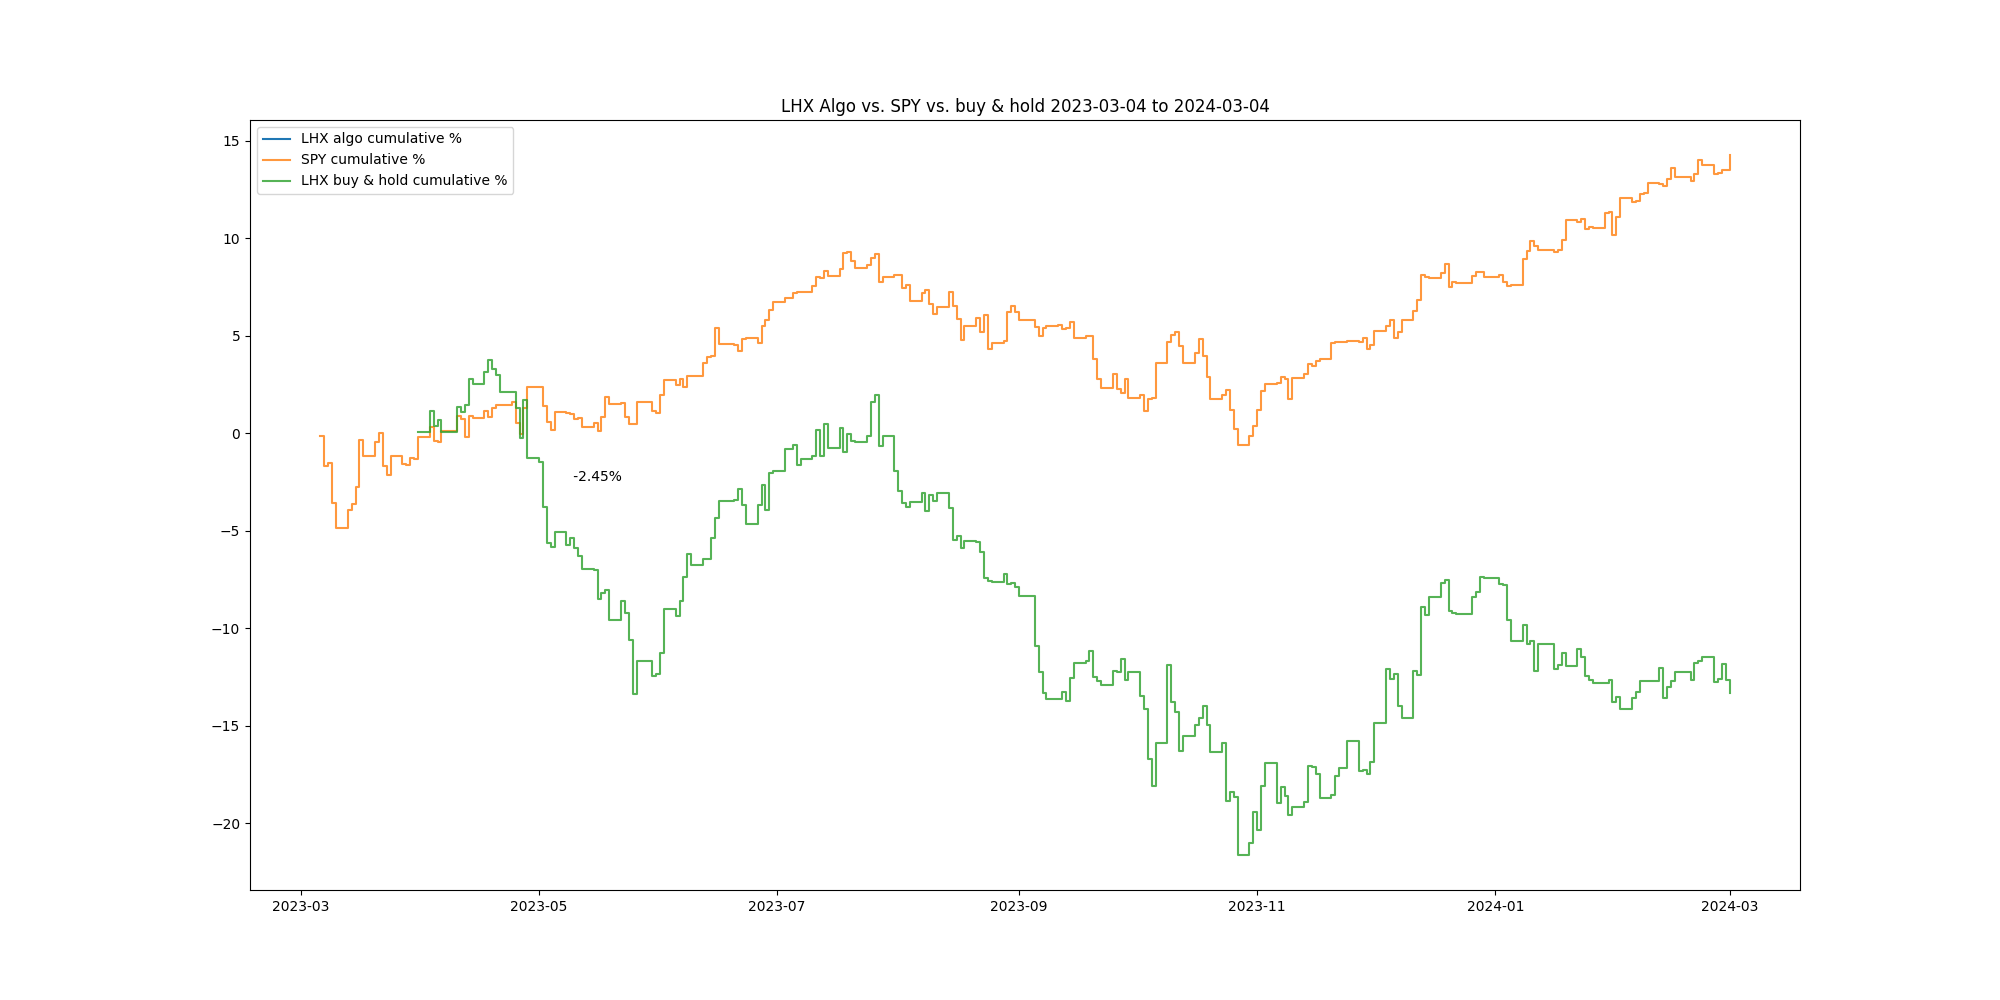 LHX Algo vs. SPY vs. buy & hold 2023-03-04 to 2024-03-04
LHX algo cumulative %
SPY cumulative %
LHX buy & hold cumulative %
15
10
5
0
−5
−10
−15
−20
-2.45%
2023-03 2023-05 2023-07 2023-09 2023-11 2024-01 2024-03